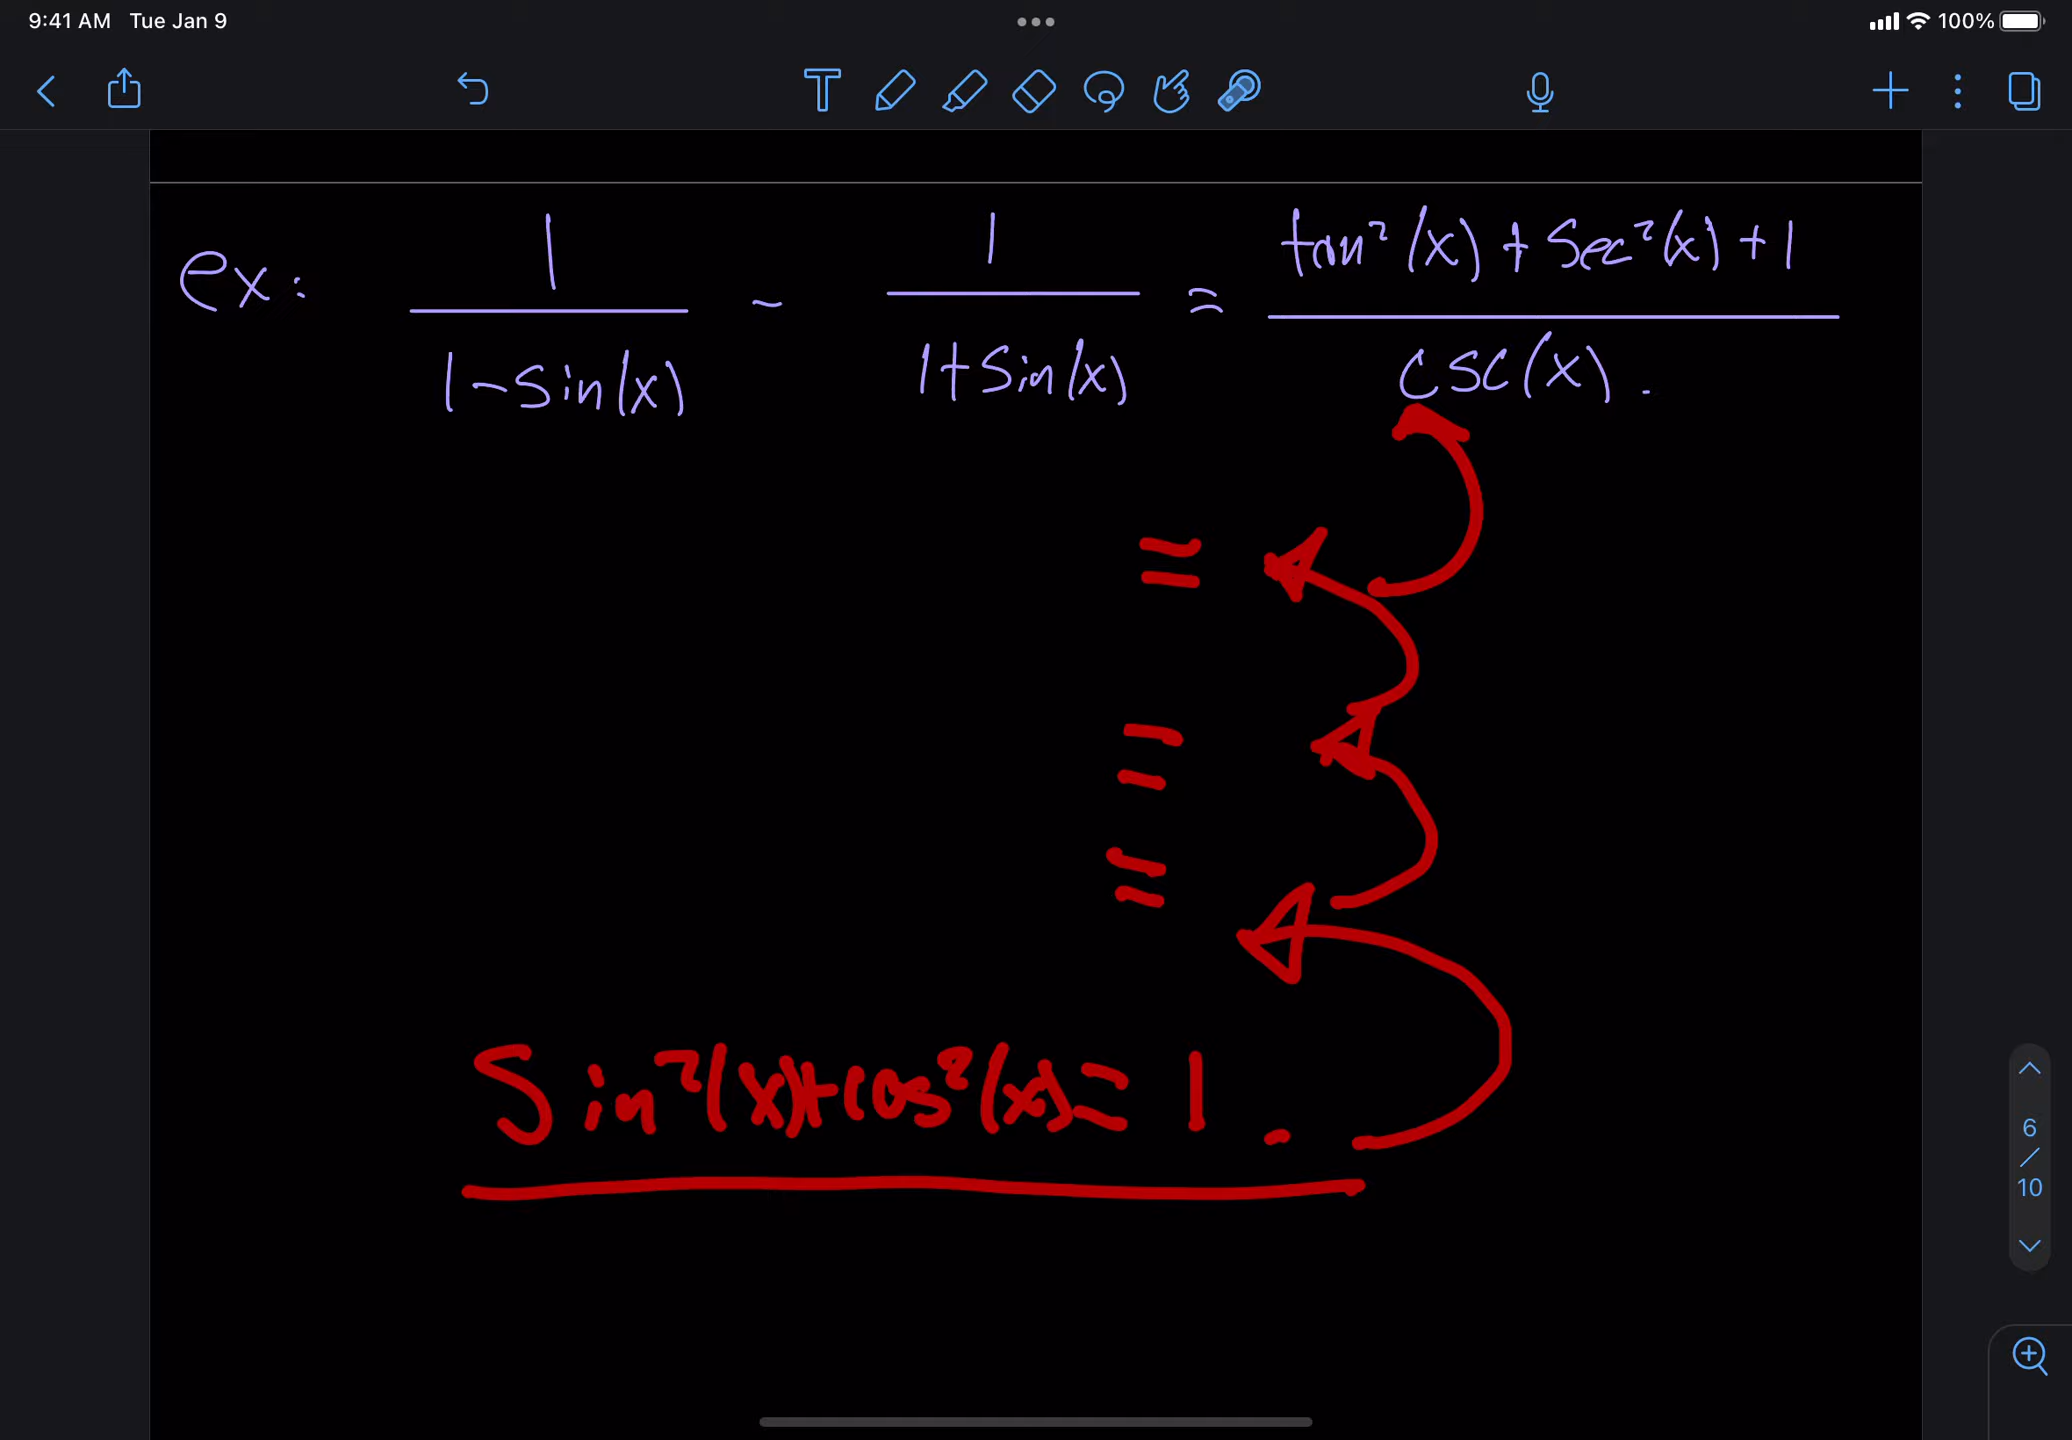 9:41 AM Tue Jan 9
100%
ex: 1/(1-Sin(x)) - 1/(1+Sin(x)) = (tan²(x) + Sec²(x) + 1)/(CSC(x)).
=
=
=
Sin²(x)+cos²(x) = 1.
6
/
10